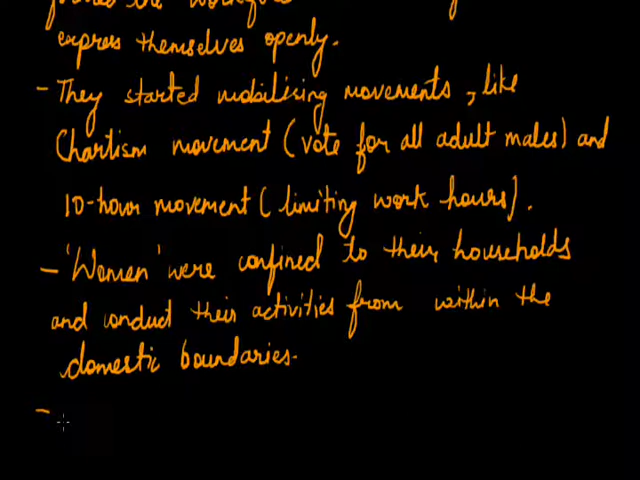 express themselves openly.
- They started mobilising movements, like
Chartism movement (vote for all adult males) and
10-hour movement (limiting work hours).
- 'Women' were confined to their households
and conduct their activities from within the
domestic boundaries.
-